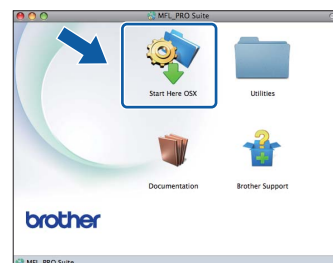 MFL_PRO Suite
Start Here OSX
Utilities
Documentation
Brother Support
brother
MFL_PRO Suite